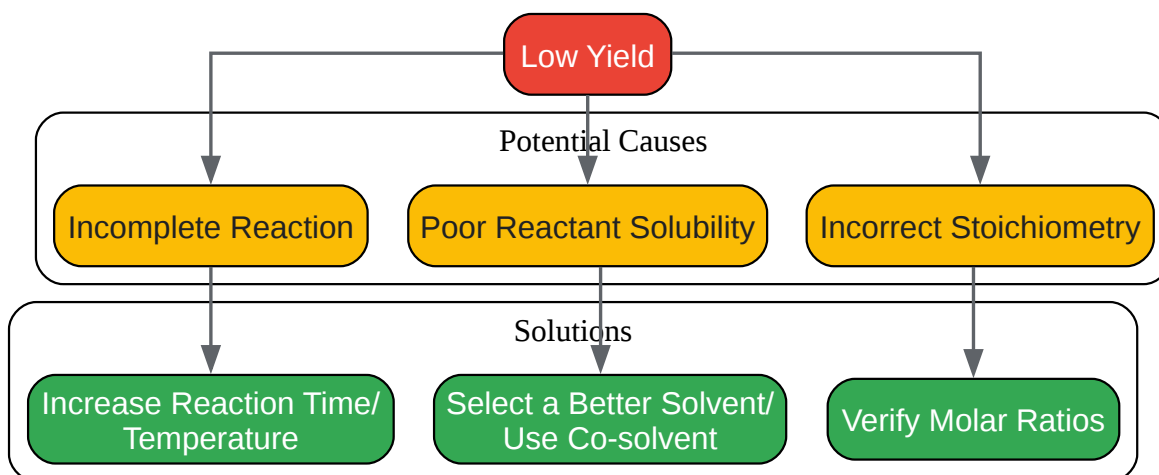 Low Yield
Potential Causes
Incomplete Reaction
Poor Reactant Solubility
Incorrect Stoichiometry
Solutions
Increase Reaction Time/
Temperature
Select a Better Solvent/
Use Co-solvent
Verify Molar Ratios